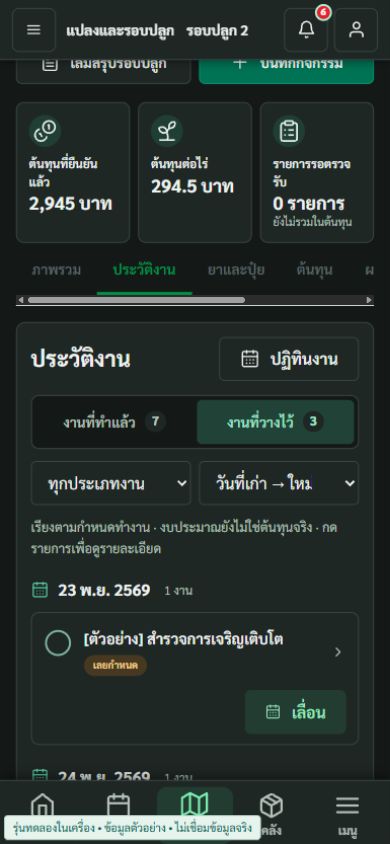 แปลงและรอบปลูก รอบปลูก 2
6
เล่มสรุปรอบปลูก
+ บันทึกกิจกรรม
ต้นทุนที่ยืนยันแล้ว
2,945 บาท
ต้นทุนต่อไร่
294.5 บาท
รายการรอตรวจรับ
0 รายการ
ยังไม่รวมในต้นทุน
ภาพรวม ประวัติงาน ยาและปุ๋ย ต้นทุน ผ
ประวัติงาน
ปฏิทินงาน
งานที่ทำแล้ว 7
งานที่วางไว้ 3
ทุกประเภทงาน
วันที่เก่า → ใหม
เรียงตามกำหนดทำงาน · งบประมาณยังไม่ใช่ต้นทุนจริง · กด
รายการเพื่อดูรายละเอียด
23 พ.ย. 2569 1 งาน
[ตัวอย่าง] สำรวจการเจริญเติบโต
เลยกำหนด
เลื่อน
24 พ.ย. 2569 1 งาน
รุ่นทดลองในเครื่อง • ข้อมูลตัวอย่าง • ไม่เชื่อมข้อมูลจริง
คลัง
เมนู